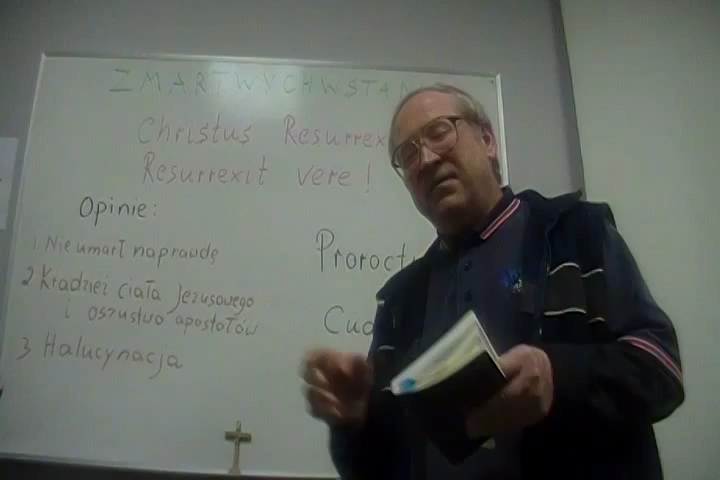 ZMARTWYCHWSTAN
Christus Resurrex
Resurrexit vere!
Opinie:
1. Nie umarł naprawdę
2 Kradzież ciała Jezusowego
i oszustwo apostołów
3 Halucynacja
Proroct
Cud